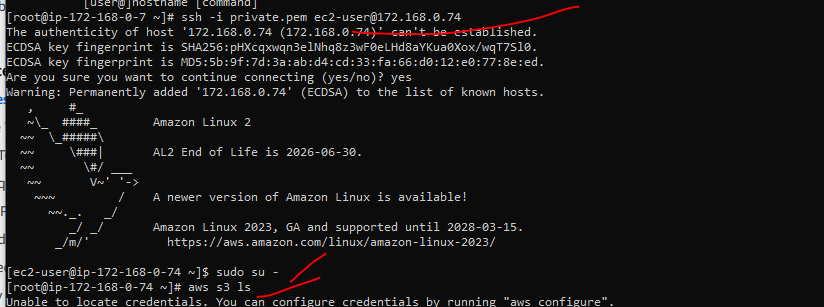 [user@]hostname [command]
[root@ip-172-168-0-7 ~]# ssh -i private.pem ec2-user@172.168.0.74
The authenticity of host '172.168.0.74 (172.168.0.74)' can't be established.
ECDSA key fingerprint is SHA256:pHXcqxwqn3elNhq8z3wF0eLHd8aYKua0Xox/wqT7Sl0.
ECDSA key fingerprint is MD5:5b:9f:7d:3a:ab:d4:cd:33:fa:66:d0:12:e0:77:8e:ed.
Are you sure you want to continue connecting (yes/no)? yes
Warning: Permanently added '172.168.0.74' (ECDSA) to the list of known hosts.
   ,     #_
   ~\_  ####_        Amazon Linux 2
  ~~  \_#####\
  ~~     \###|       AL2 End of Life is 2026-06-30.
  ~~       \#/ ___
   ~~       V~' '->
    ~~~         /    A newer version of Amazon Linux is available!
      ~~._.   _/
         _/ _/       Amazon Linux 2023, GA and supported until 2028-03-15.
       _/m/'           https://aws.amazon.com/linux/amazon-linux-2023/
[ec2-user@ip-172-168-0-74 ~]$ sudo su -
[root@ip-172-168-0-74 ~]# aws s3 ls
Unable to locate credentials. You can configure credentials by running "aws configure".